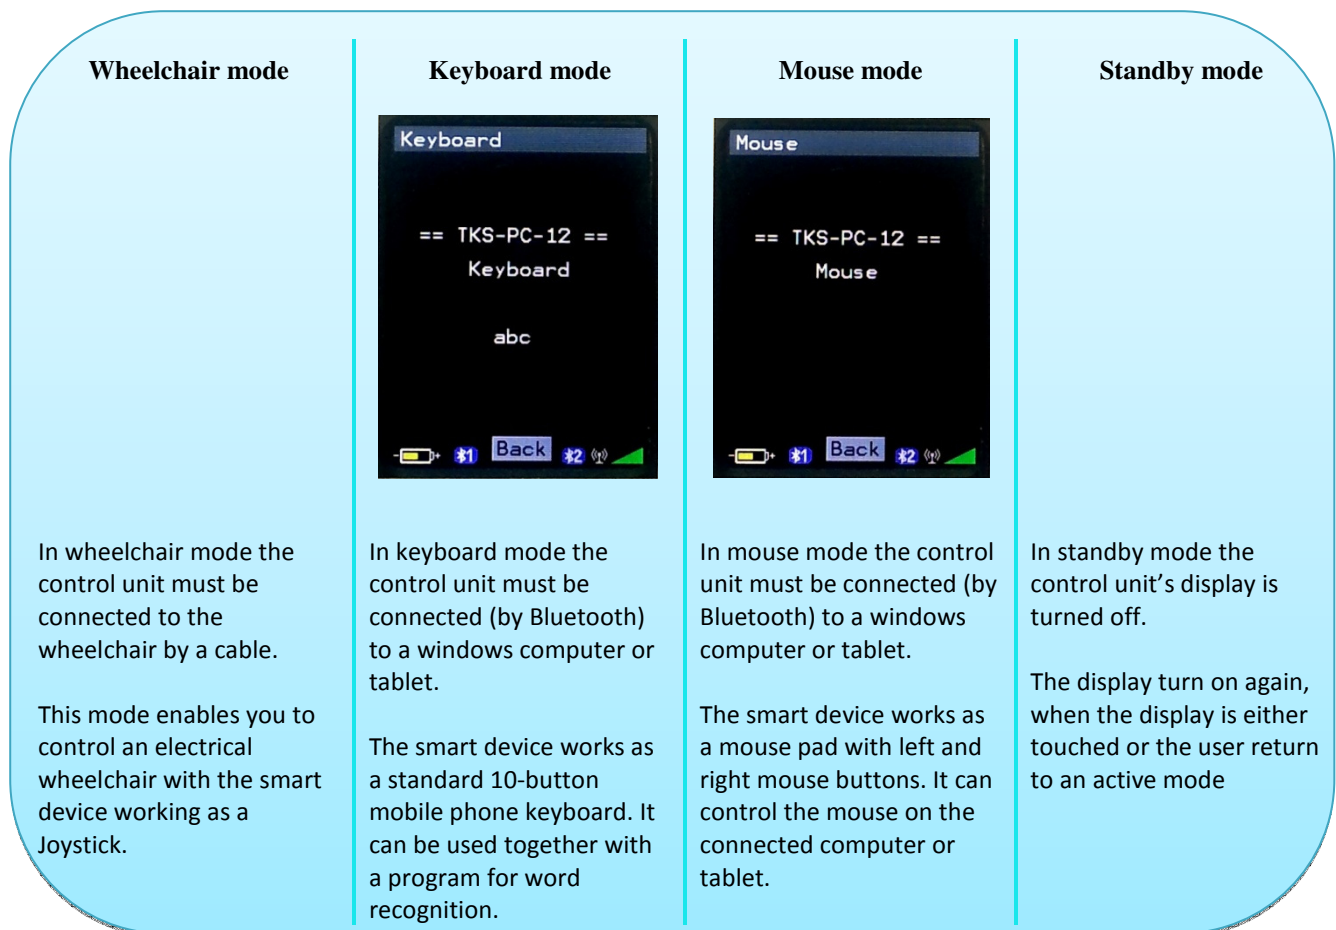 Wheelchair mode
In wheelchair mode the
control unit must be
connected to the
wheelchair by a cable.
This mode enables you to
control an electrical
wheelchair with the smart
device working as a
Joystick.
Keyboard mode
Keyboard
== TKS-PC-12 ==
Keyboard
abc
- + 1 Back 2
In keyboard mode the
control unit must be
connected (by Bluetooth)
to a windows computer or
tablet.
The smart device works as
a standard 10-button
mobile phone keyboard. It
can be used together with
a program for word
recognition.
Mouse mode
Mouse
== TKS-PC-12 ==
Mouse
- + 1 Back 2
In mouse mode the control
unit must be connected (by
Bluetooth) to a windows
computer or tablet.
The smart device works as
a mouse pad with left and
right mouse buttons. It can
control the mouse on the
connected computer or
tablet.
Standby mode
In standby mode the
control unit’s display is
turned off.
The display turn on again,
when the display is either
touched or the user return
to an active mode